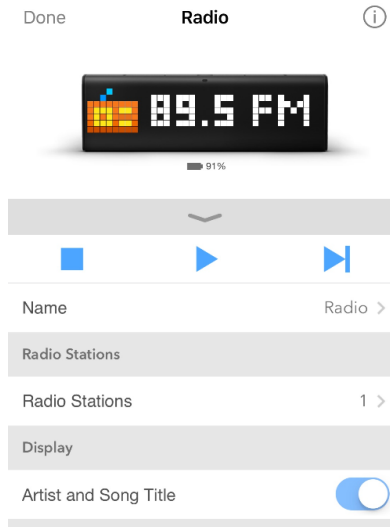 Done Radio
89.5 FM
91%
Name Radio
Radio Stations
Radio Stations 1
Display
Artist and Song Title